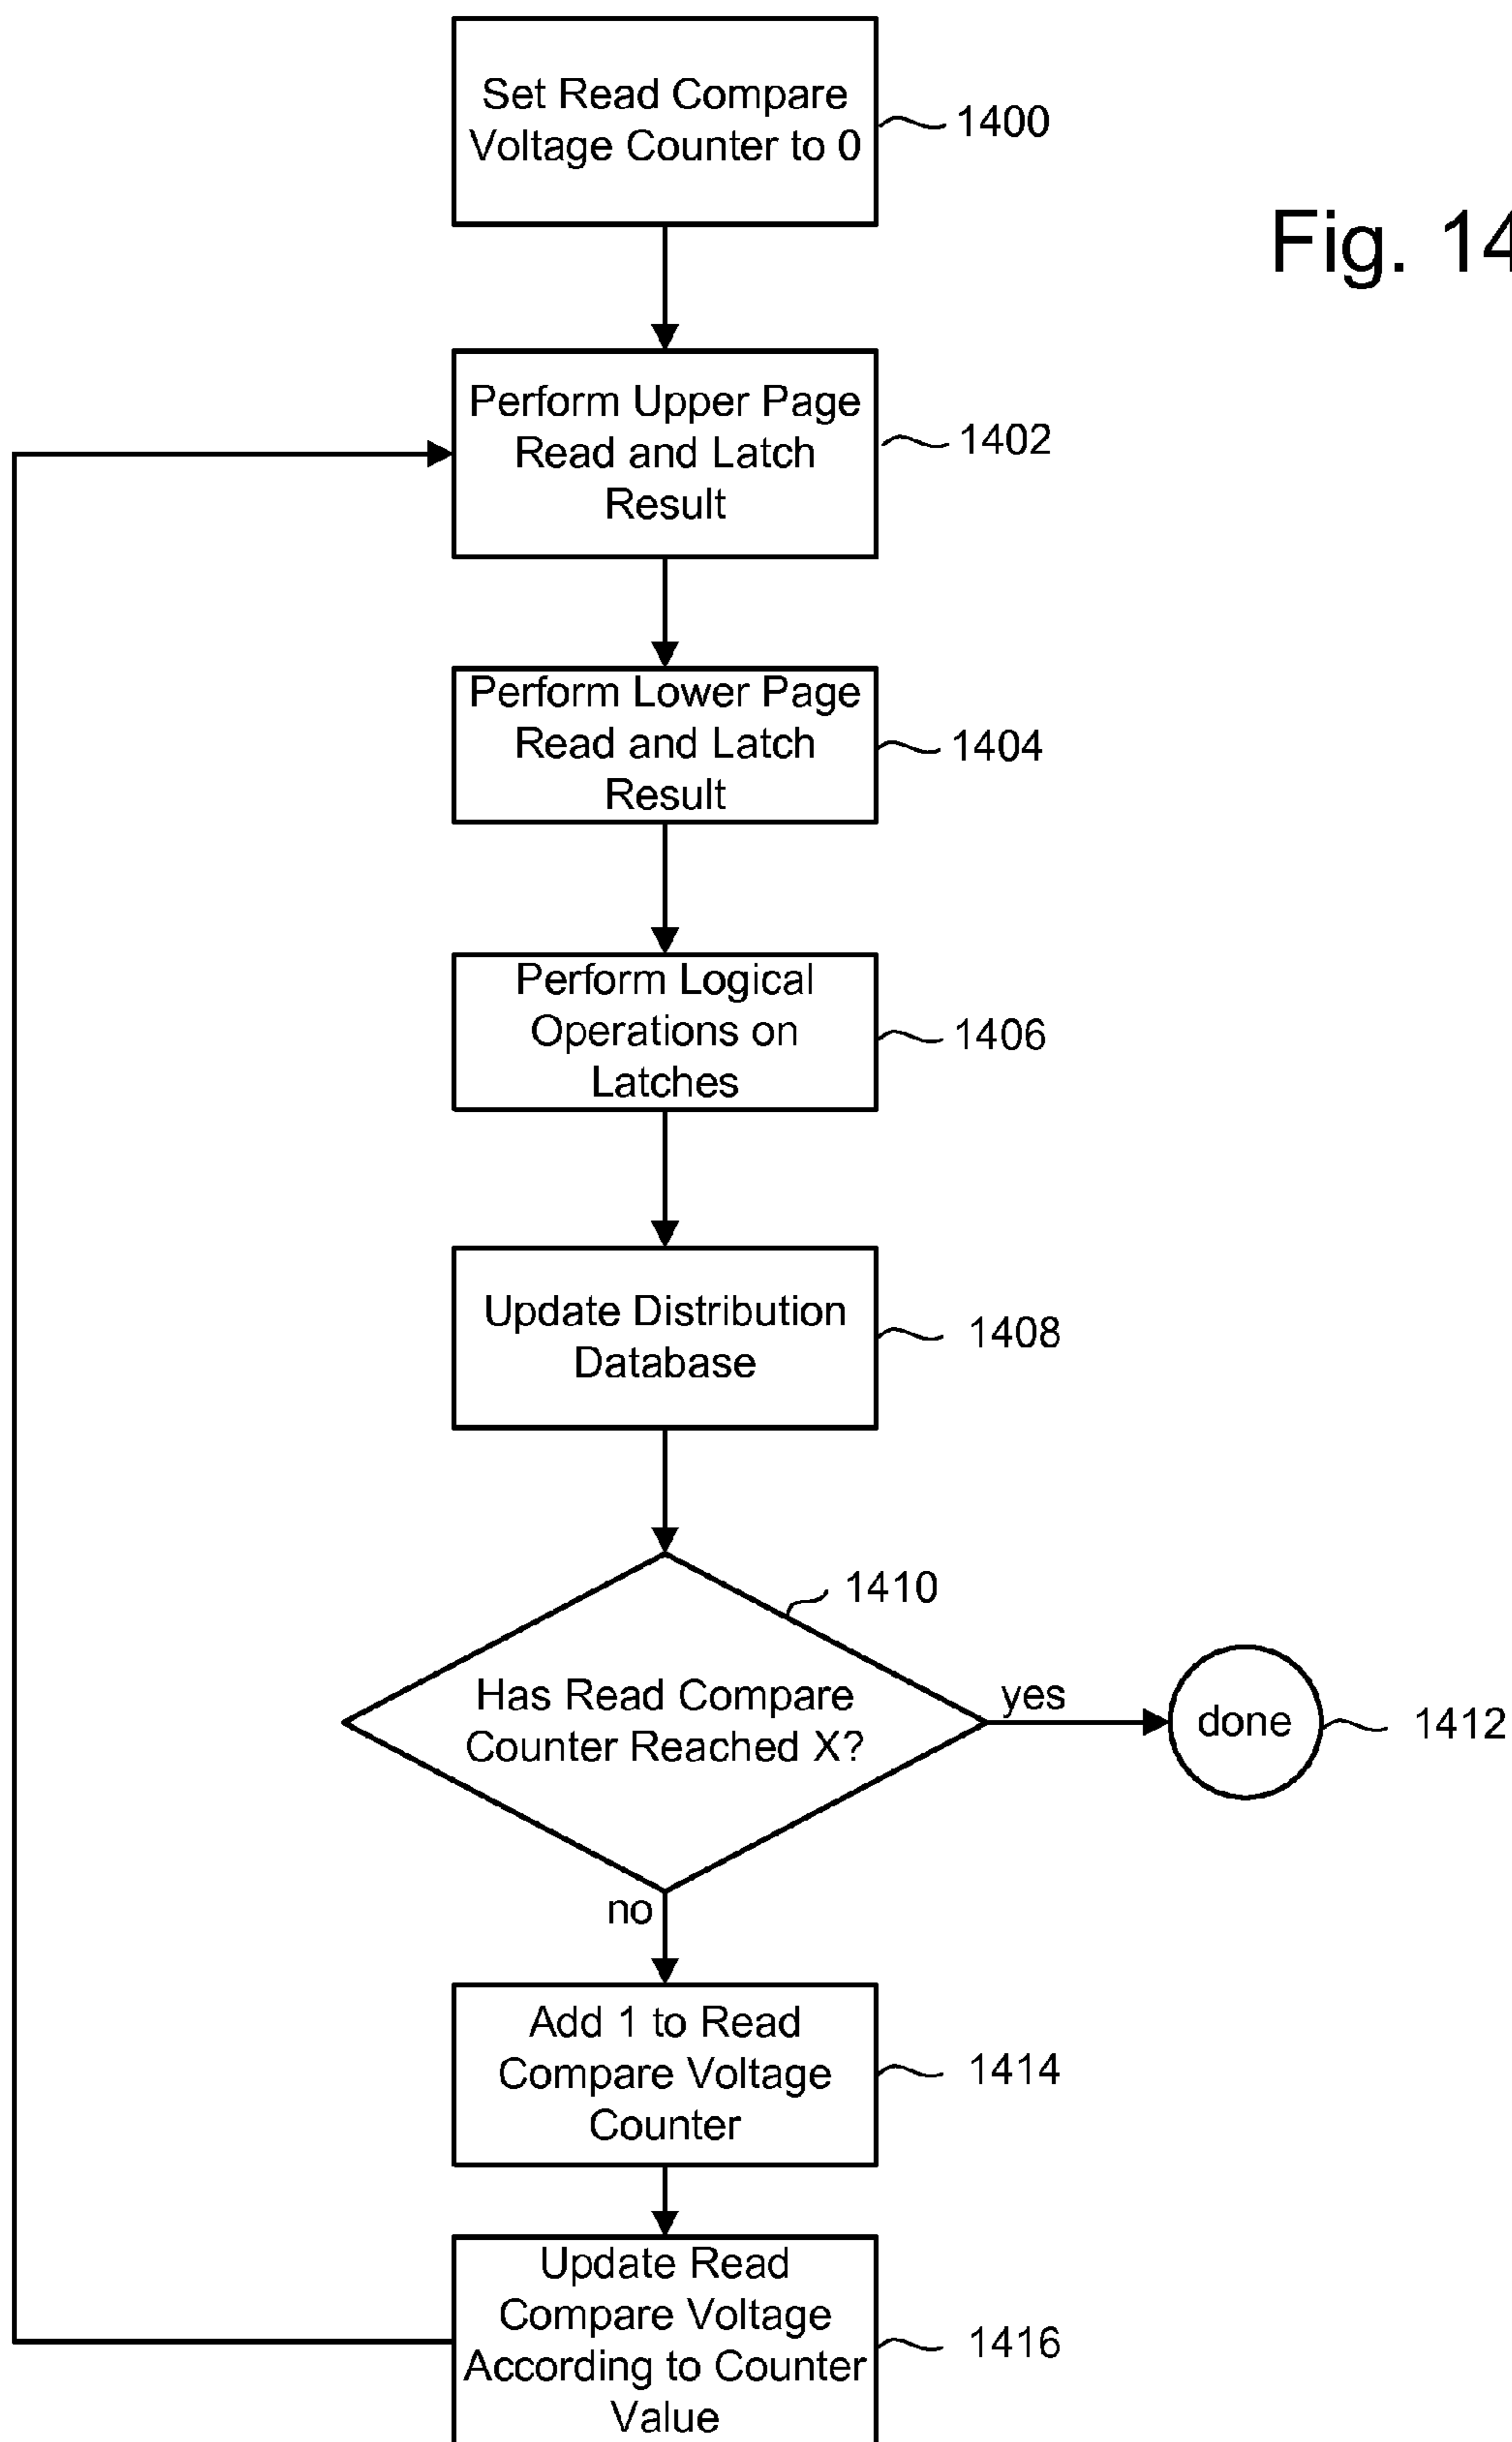 Set Read Compare
Voltage Counter to 0
1400
Fig. 14
Perform Upper Page
Read and Latch
Result
1402
Perform Lower Page
Read and Latch
Result
1404
Perform Logical
Operations on
Latches
1406
Update Distribution
Database
1408
1410
Has Read Compare
Counter Reached X?
yes
done
1412
no
Add 1 to Read
Compare Voltage
Counter
1414
Update Read
Compare Voltage
According to Counter
Value
1416